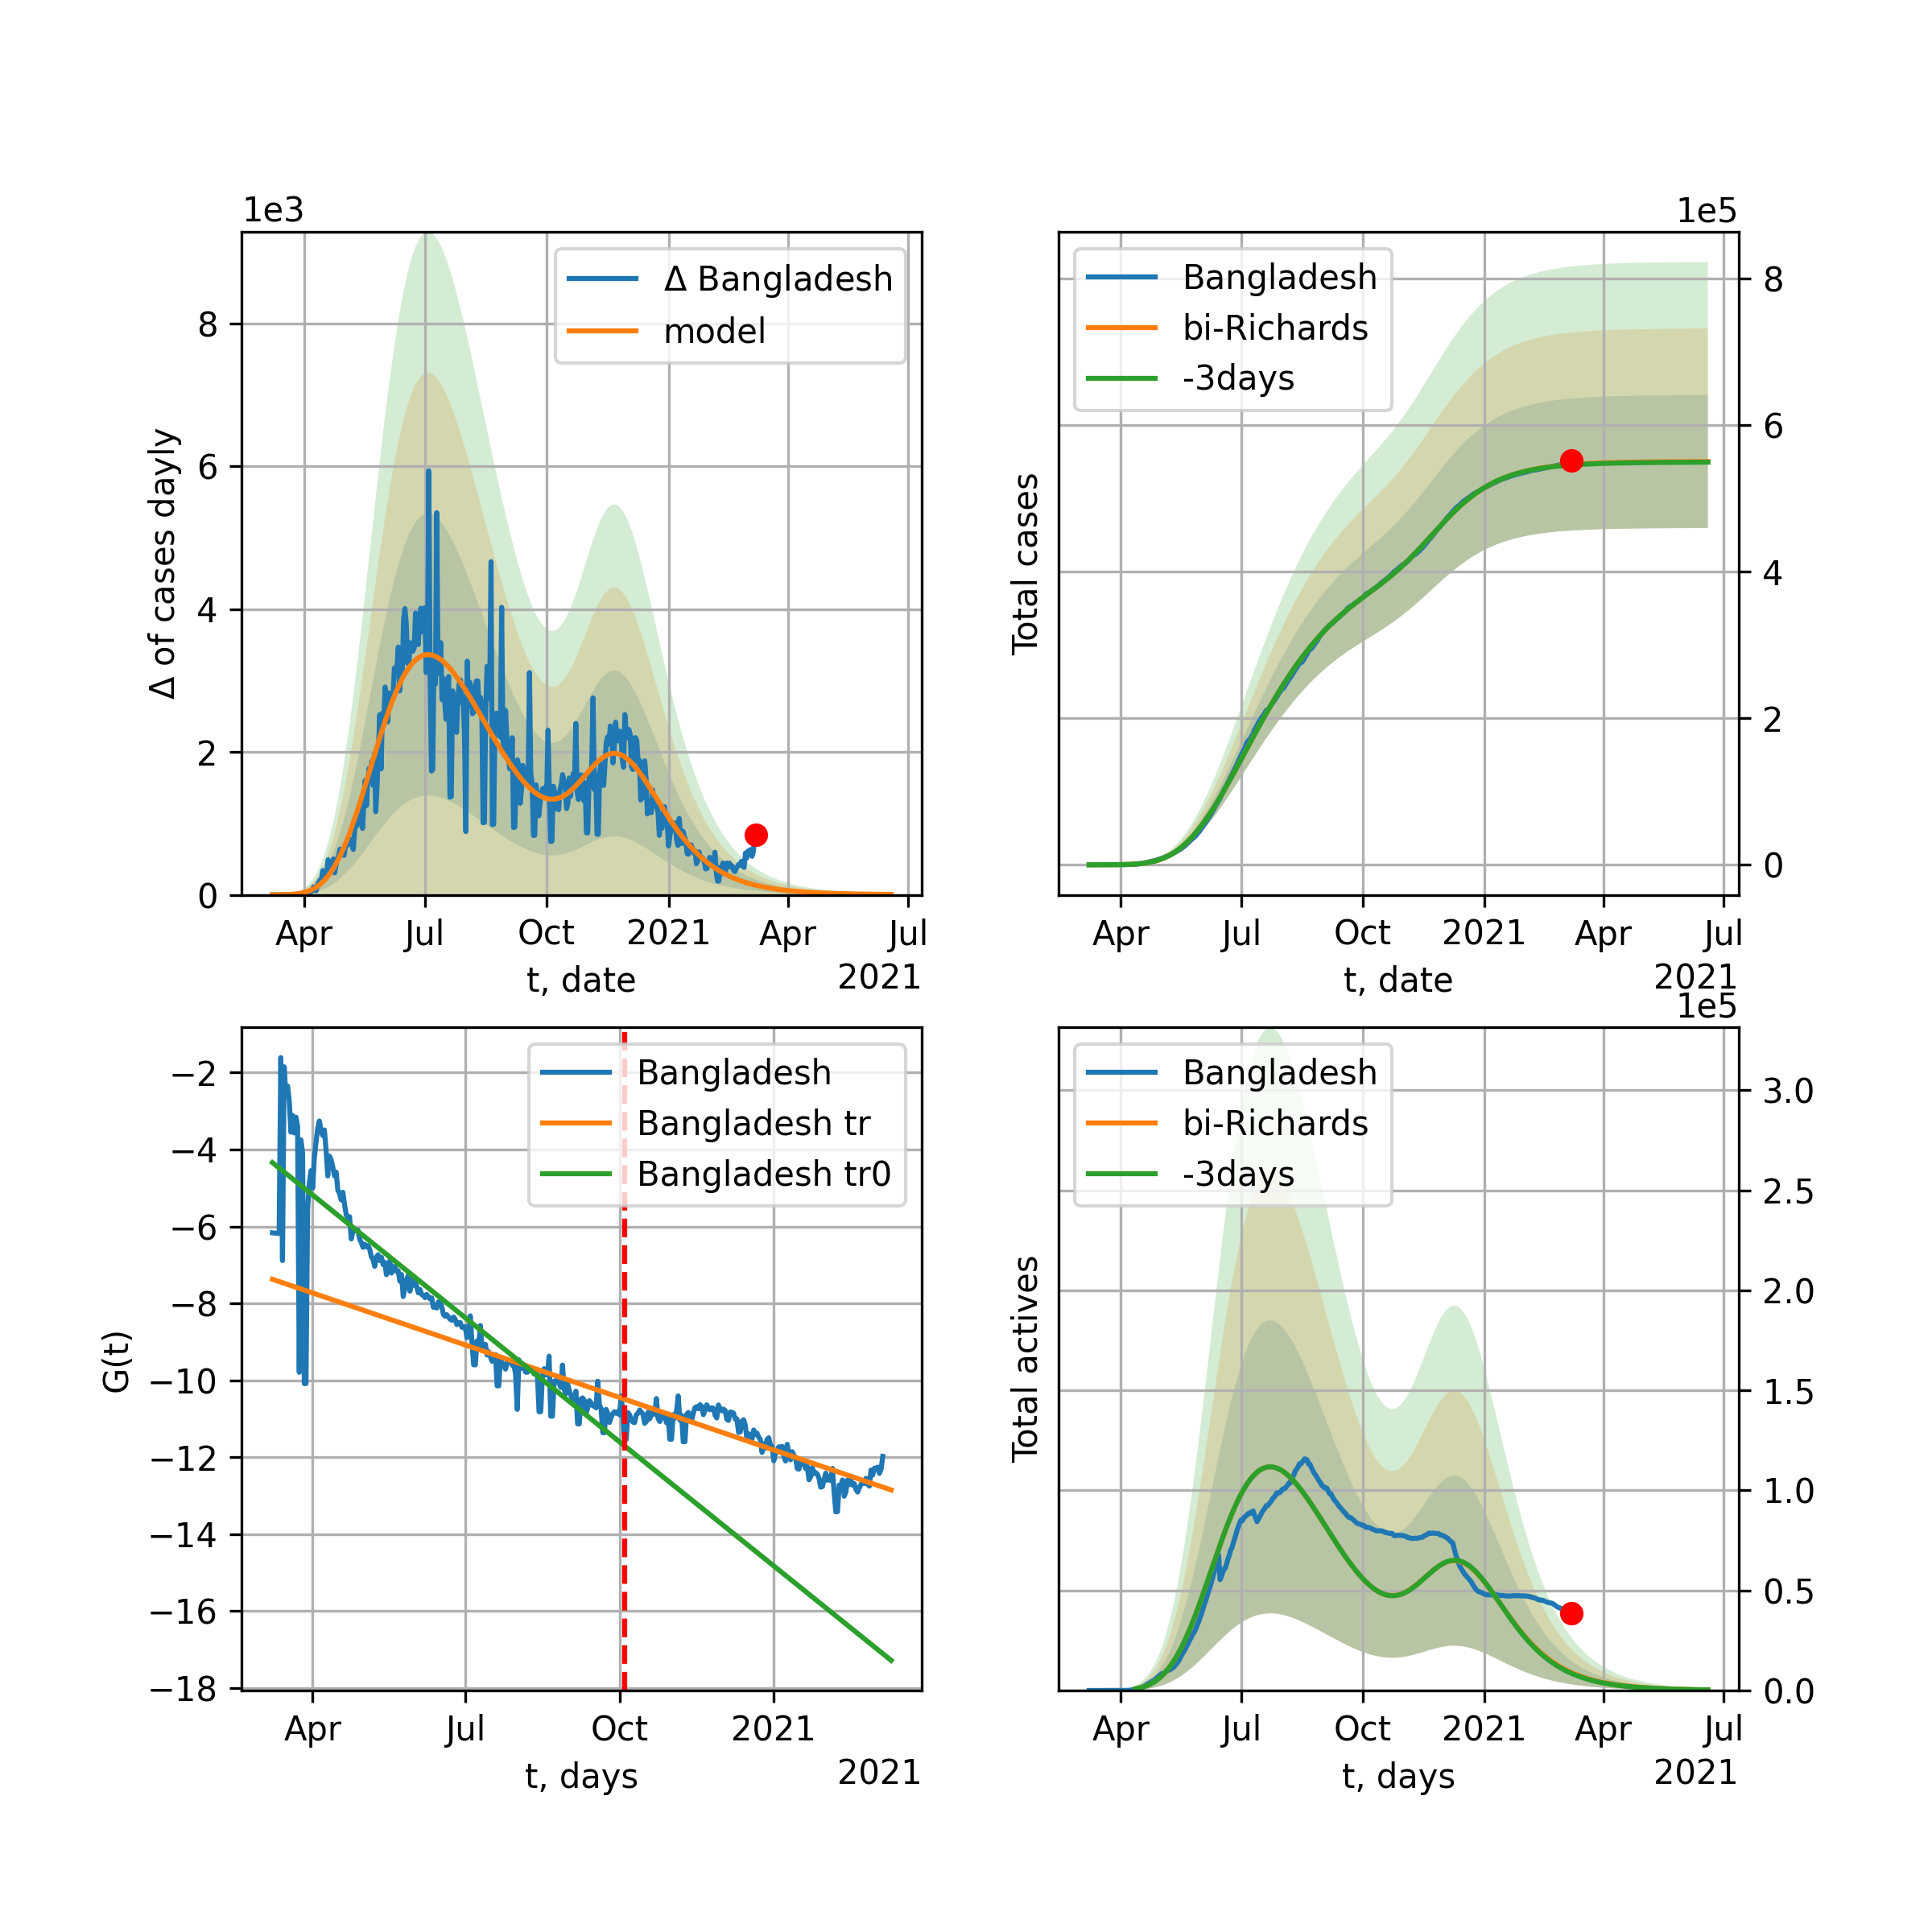 1e3
Δ of cases dayly
8
6
4
2
0
Δ Bangladesh
model
Apr Jul Oct 2021 Apr Jul
t, date
2021
1e5
Total cases
Bangladesh
bi-Richards
-3days
8
6
4
2
0
Apr Jul Oct 2021 Apr Jul
t, date
2021
G(t)
−2
−4
−6
−8
−10
−12
−14
−16
−18
Bangladesh
Bangladesh tr
Bangladesh tr0
Apr Jul Oct 2021
t, days
2021
1e5
Total actives
Bangladesh
bi-Richards
-3days
3.0
2.5
2.0
1.5
1.0
0.5
0.0
Apr Jul Oct 2021 Apr Jul
t, days
2021